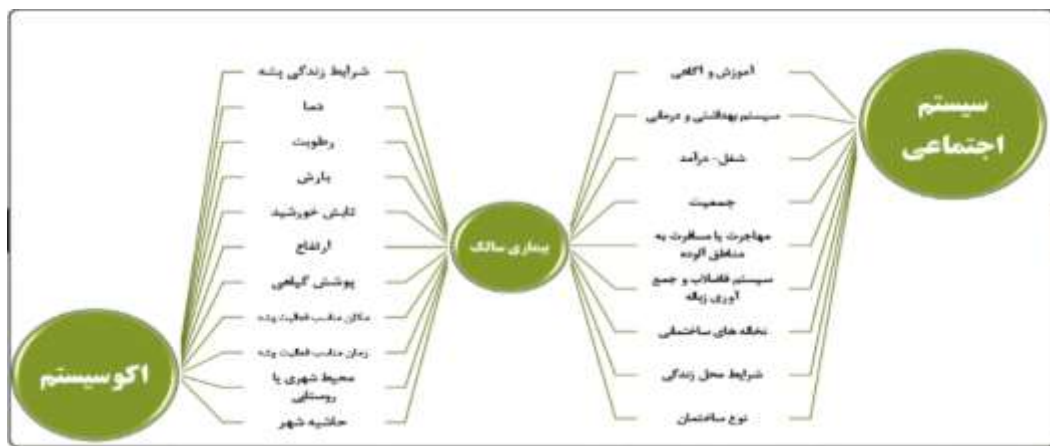 سیستم
اجتماعی
آموزش و آگاهی
سیستم بهداشتی و درمانی
شغل- درآمد
جمعیت
مهاجرت یا مسافرت به
مناطق آلوده
سیستم فاضلاب و جمع
آوری زباله
نخاله های ساختمانی
شرایط محل زندگی
نوع ساختمان
بیماری سالک
شرایط زندگی پشه
دما
رطوبت
بارش
تابش خورشید
ارتفاع
پوشش گیاهی
مکان مناسب فعالیت پشه
زمان مناسب فعالیت پشه
محیط شهری یا
روستایی
حاشیه شهر
اکوسیستم